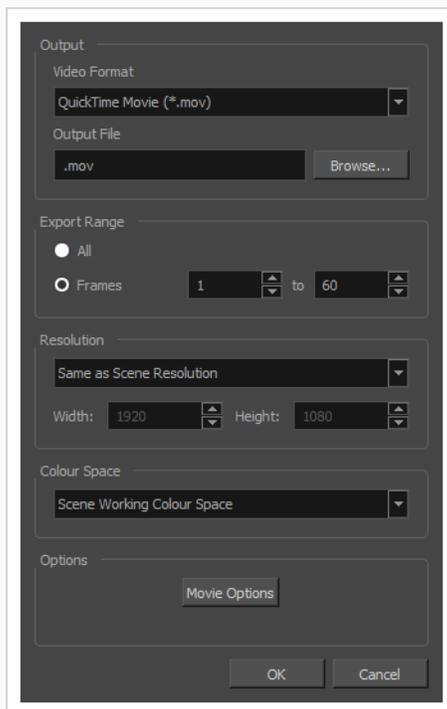 Output
Video Format
QuickTime Movie (*.mov)
Output File
.mov Browse...
Export Range
All
Frames 1 to 60
Resolution
Same as Scene Resolution
Width: 1920 Height: 1080
Colour Space
Scene Working Colour Space
Options
Movie Options
OK Cancel